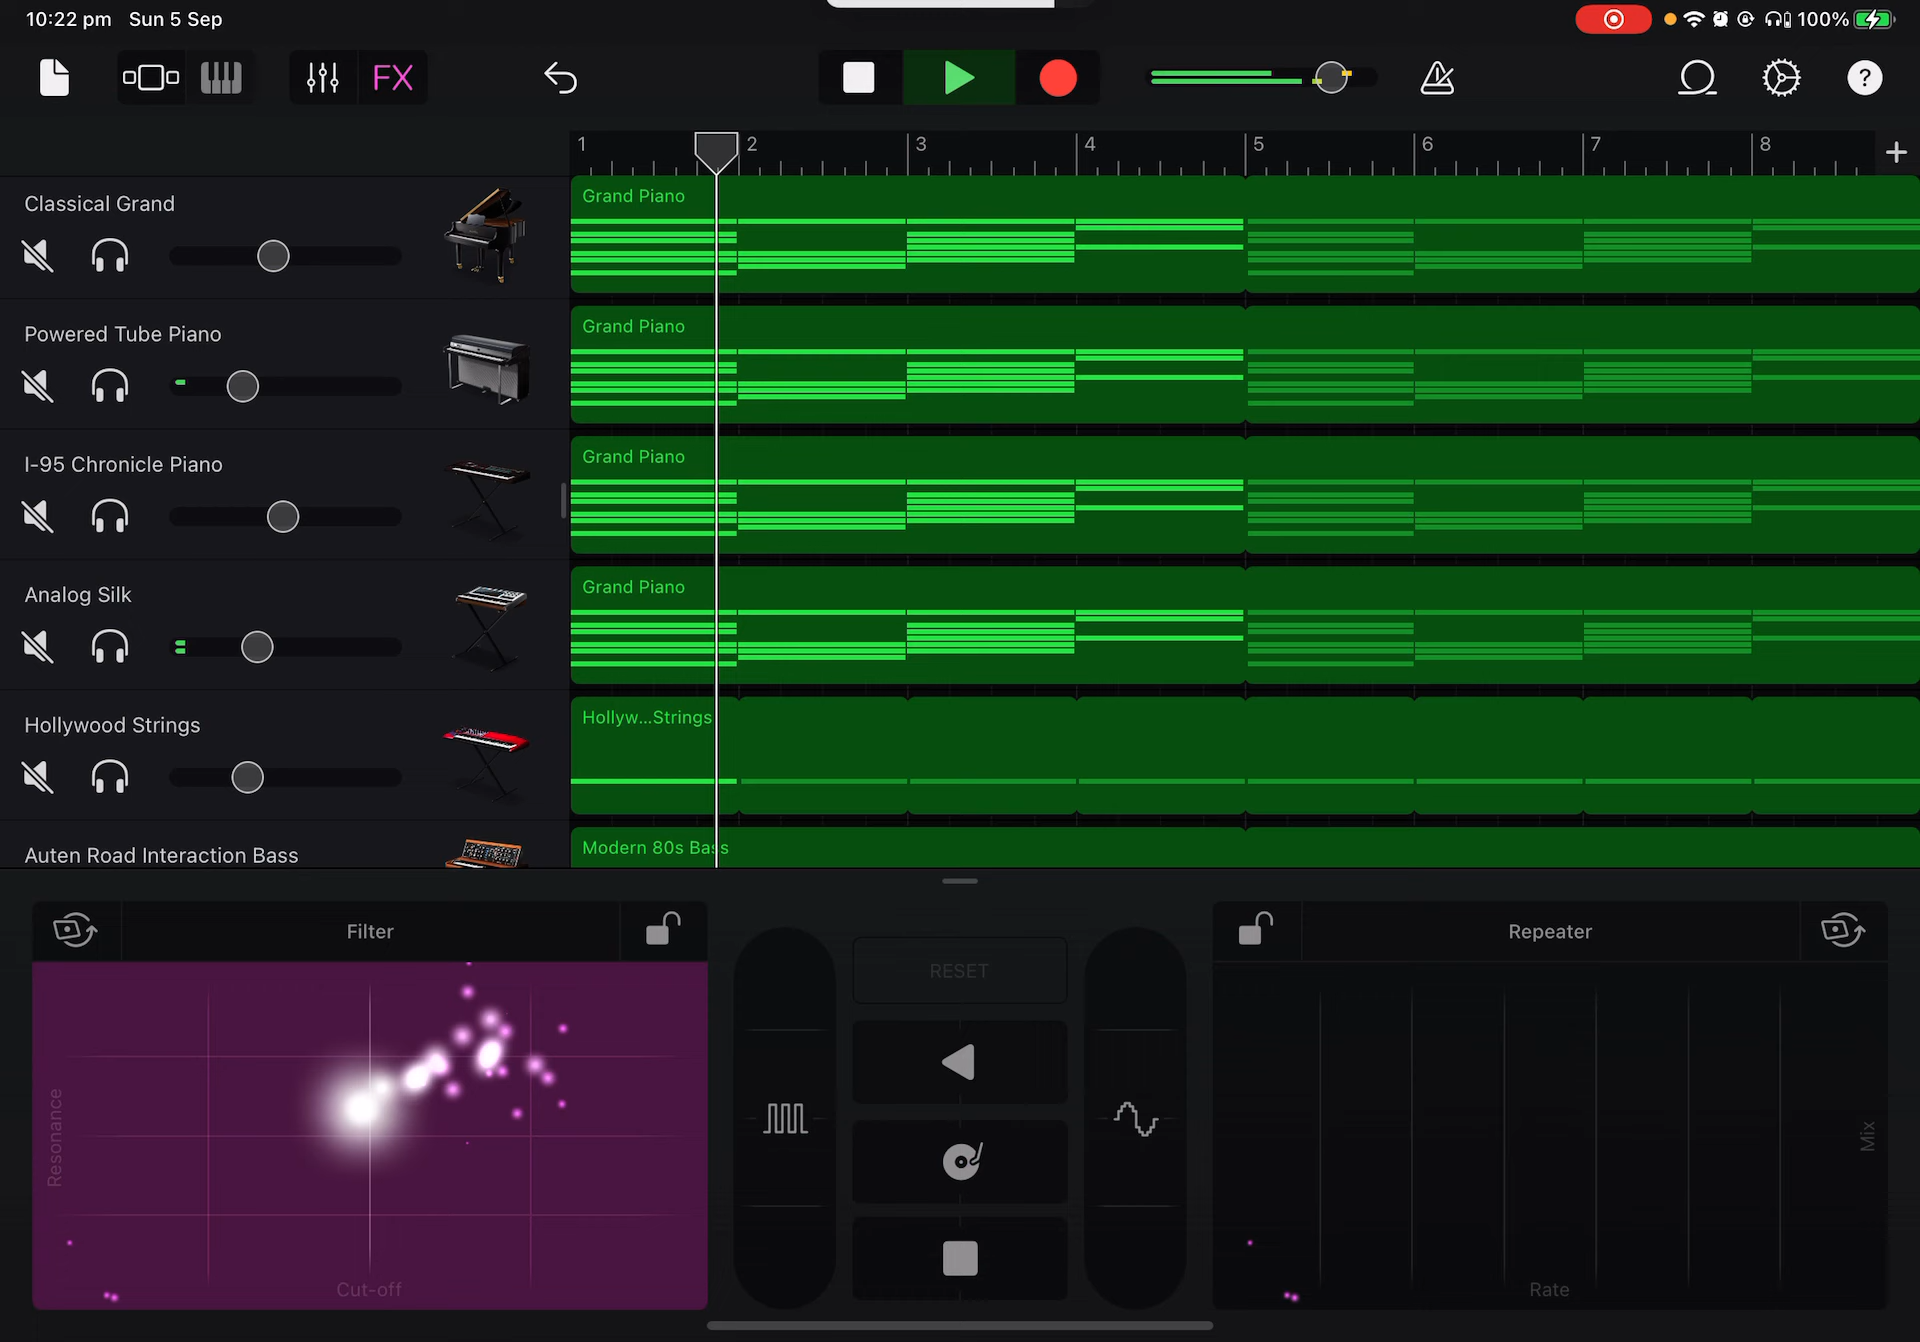 10:22 pm Sun 5 Sep
100%
FX
?
1 2 3 4 5 6 7 8 +
Classical Grand
Grand Piano
Powered Tube Piano
Grand Piano
I-95 Chronicle Piano
Grand Piano
Analog Silk
Grand Piano
Hollywood Strings
Hollyw...Strings
Auten Road Interaction Bass
Modern 80s Bass
Filter
Resonance
Cut-off
RESET
Repeater
Mix
Rate